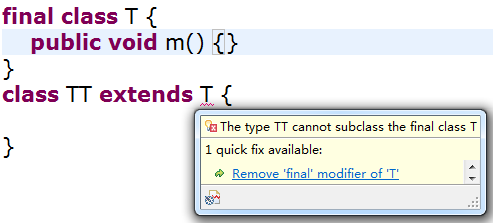 final class T {
public void m() {}
}
class TT extends T {
The type TT cannot subclass the final class T
1 quick fix available:
Remove 'final' modifier of 'T'
}